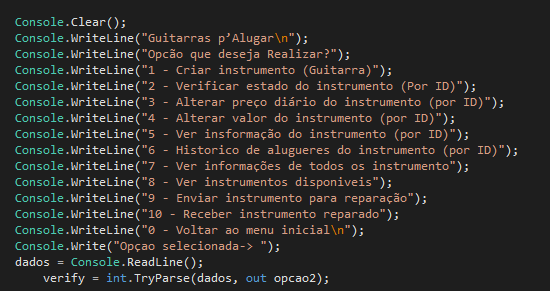 Console.Clear();
Console.WriteLine("Guitarras p’Alugar\n");
Console.WriteLine("Opcão que deseja Realizar?");
Console.WriteLine("1 - Criar instrumento (Guitarra)");
Console.WriteLine("2 - Verificar estado do instrumento (Por ID)");
Console.WriteLine("3 - Alterar preço diário do instrumento (por ID)");
Console.WriteLine("4 - Alterar valor do instrumento (por ID)");
Console.WriteLine("5 - Ver insformação do instrumento (por ID)");
Console.WriteLine("6 - Historico de alugueres do instrumento (por ID)");
Console.WriteLine("7 - Ver informações de todos os instrumento");
Console.WriteLine("8 - Ver instrumentos disponiveis");
Console.WriteLine("9 - Enviar instrumento para reparação");
Console.WriteLine("10 - Receber instrumento reparado");
Console.WriteLine("0 - Voltar ao menu inicial\n");
Console.Write("Opçao selecionada-> ");
dados = Console.ReadLine();
verify = int.TryParse(dados, out opcao2);